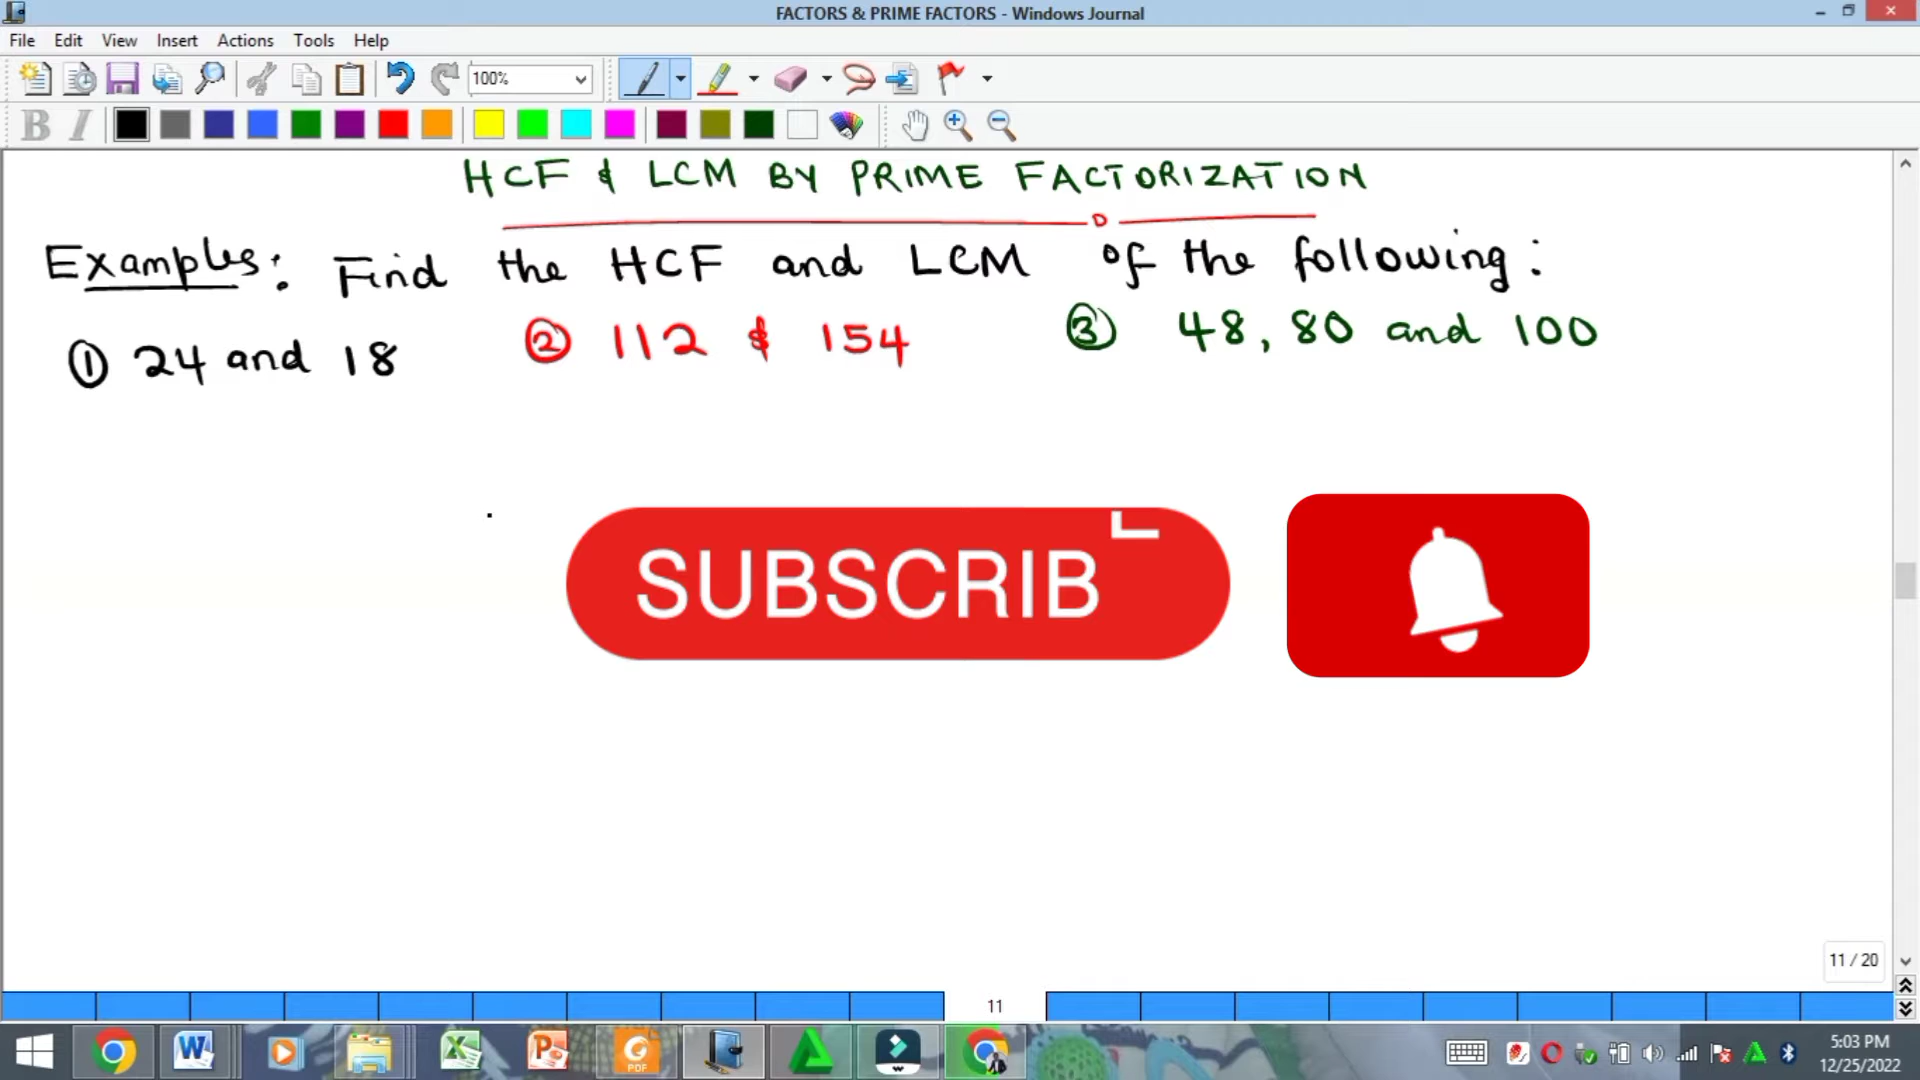 FACTORS & PRIME FACTORS - Windows Journal
File Edit View Insert Actions Tools Help
100%
B I
HCF & LCM BY PRIME FACTORIZATION
Examples: Find the HCF and LCM of the following:
① 24 and 18 ② 112 & 154 ③ 48, 80 and 100
SUBSCRIB
11 / 20
11
5:03 PM
12/25/2022